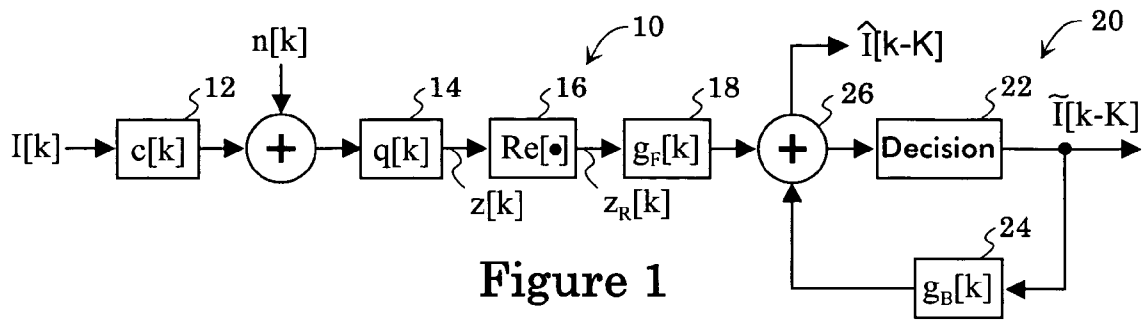 n[k]
10
Î[k-K]
20
12
14
16
18
26
22
Ĩ[k-K]
I[k]
c[k]
+
q[k]
Re[•]
g_F[k]
+
Decision
z[k]
z_R[k]
24
g_B[k]
Figure 1